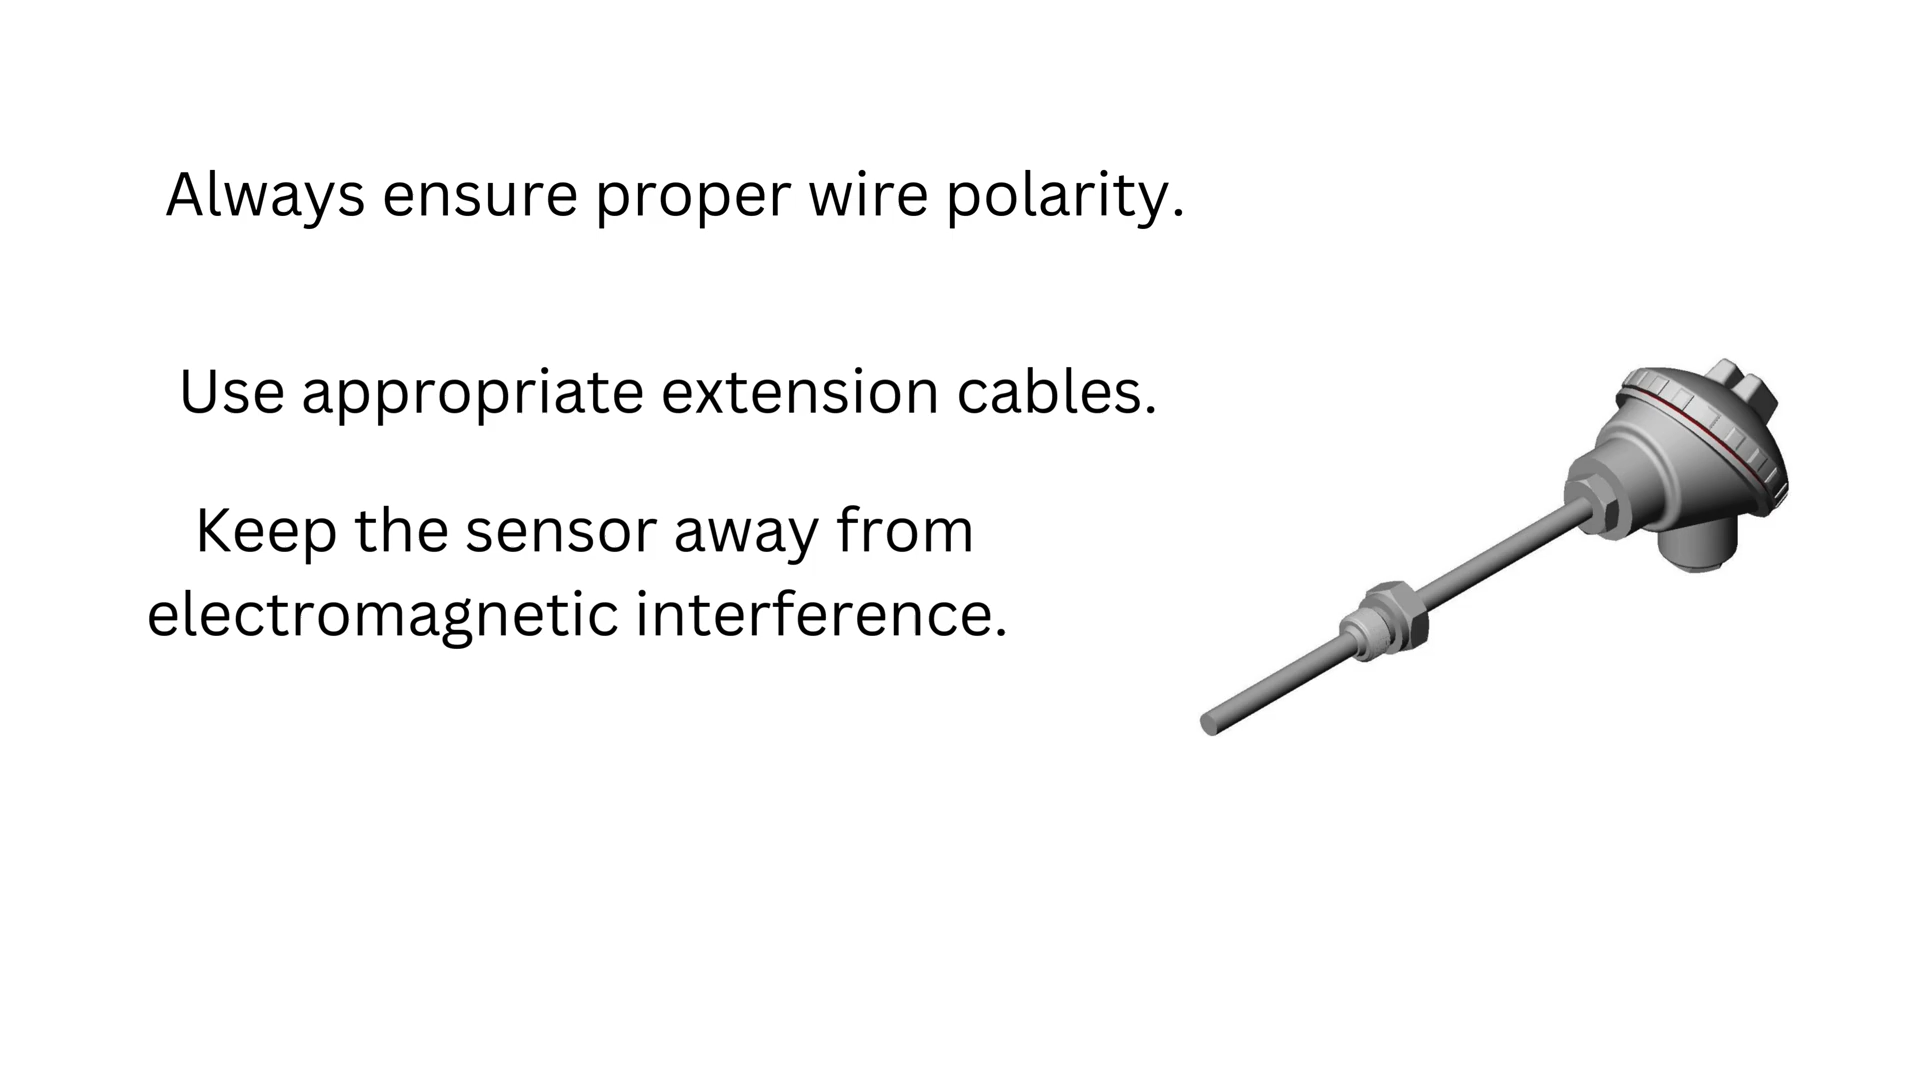 Always ensure proper wire polarity.
Use appropriate extension cables.
Keep the sensor away from
electromagnetic interference.